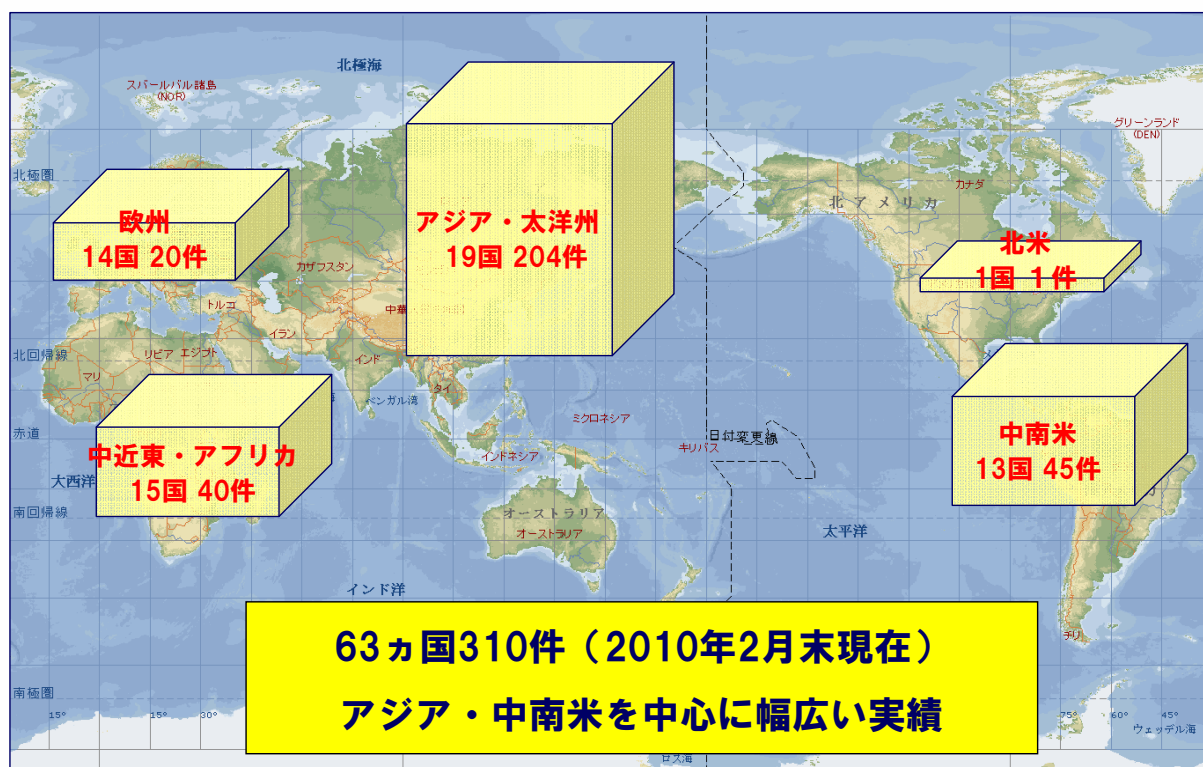 北極海
スバールバル諸島
(NOR)
グリーンランド
(DEN)
北極圏
カナダ
北アメリカ
欧州
14国 20件
アジア・太洋州
19国 204件
北米
1国 1件
カザフスタン
トルコ
中華
イラン
北回帰線
リビア エジプト
インド
マリ
タイ
ベンガル湾
ミクロネシア
赤道
日付変更線
キリバス
中近東・アフリカ
15国 40件
中南米
13国 45件
インドネシア
大西洋
南回帰線
オーストラリア
オーストラリア
太平洋
インド洋
チリ
63ヵ国310件（2010年2月末現在）
アジア・中南米を中心に幅広い実績
南極圏
15° 15° 30° 75° 60° 45°
ウェッデル海
ロス海